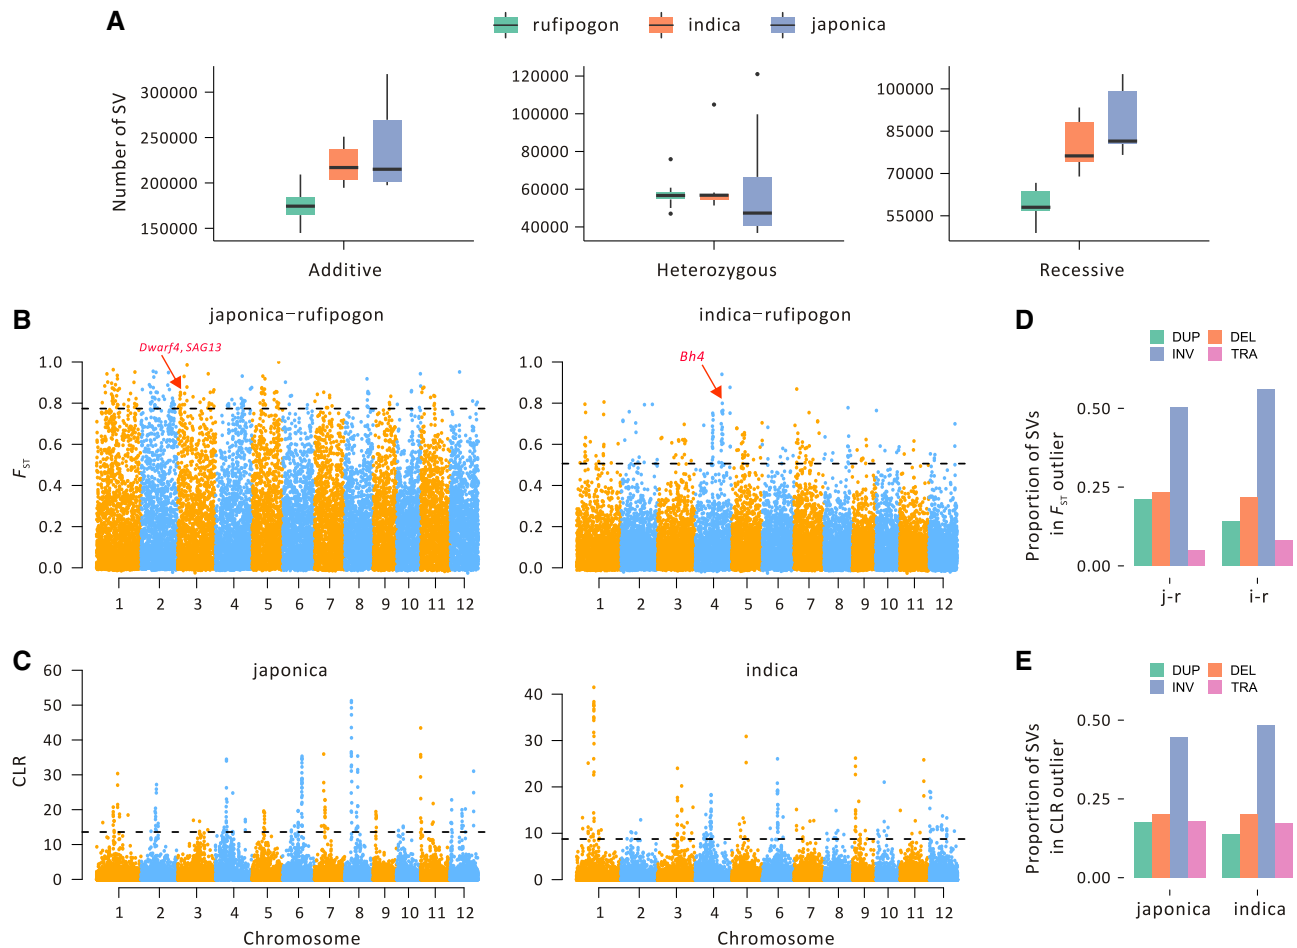 A
rufipogon
indica
japonica
Number of SV
300000
250000
200000
150000
Additive
120000
100000
80000
60000
40000
Heterozygous
100000
85000
70000
55000
Recessive
B
japonica−rufipogon
Dwarf4, SAG13
FST
1.0
0.8
0.6
0.4
0.2
0.0
1 2 3 4 5 6 7 8 9 10 11 12
indica−rufipogon
Bh4
1.0
0.8
0.6
0.4
0.2
0.0
1 2 3 4 5 6 7 8 9 10 11 12
C
japonica
CLR
60
50
40
30
20
10
0
1 2 3 4 5 6 7 8 9 10 11 12
Chromosome
indica
40
30
20
10
0
1 2 3 4 5 6 7 8 9 10 11 12
Chromosome
D
DUP DEL
INV TRA
Proportion of SVs
in FST outlier
0.50
0.25
0.00
j-r i-r
E
DUP DEL
INV TRA
Proportion of SVs
in CLR outlier
0.50
0.25
0.00
japonica indica